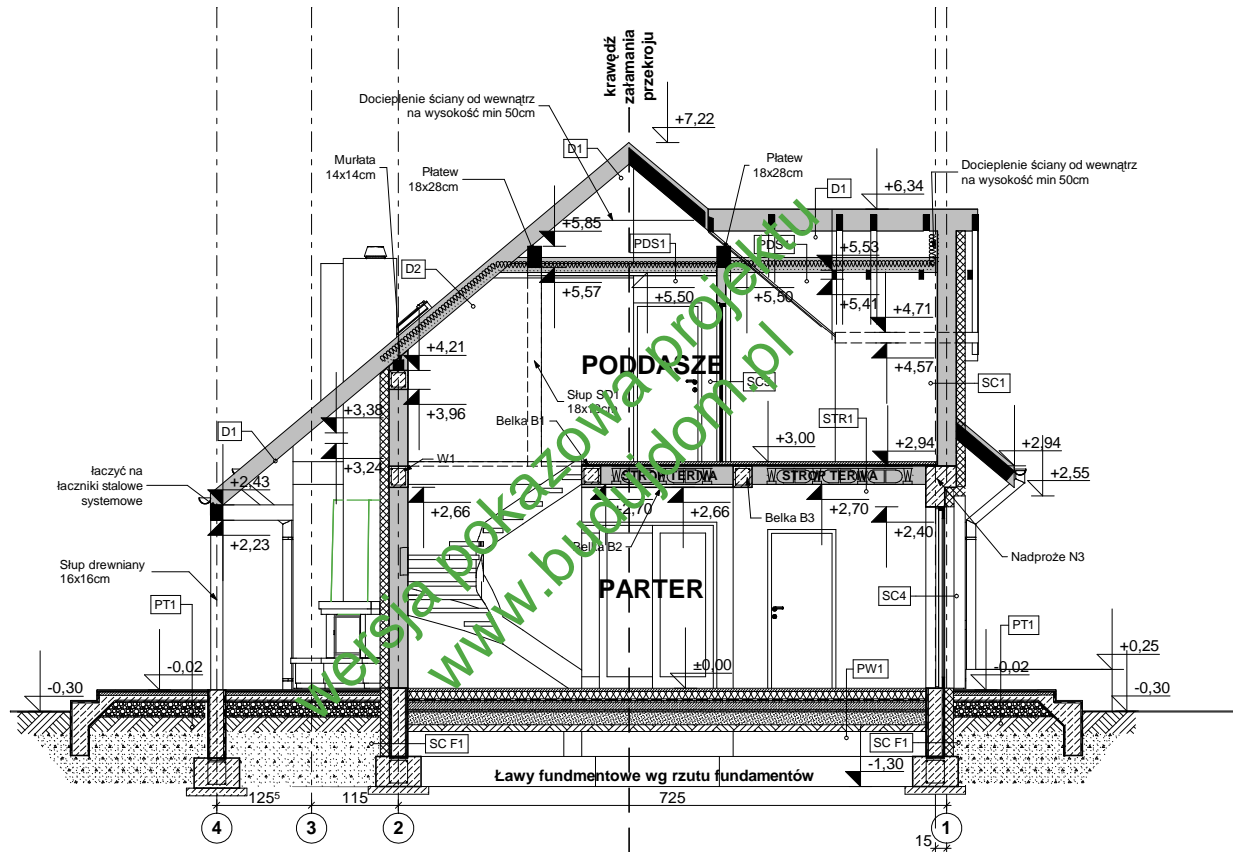 krawędź
załamania
przekroju
Docieplenie ściany od wewnątrz
na wysokość min 50cm
+7,22
D1
Murłata
14x14cm
Płatew
18x28cm
Płatew
18x28cm
Docieplenie ściany od wewnątrz
na wysokość min 50cm
D1
+6,34
+5,85
PDS1
PDS1
+5,53
D2
+5,57
+5,50
+5,50
+5,41
+4,71
+4,21
PODDASZE
+4,57
SC3
SC1
Słup SD1
18x18cm
+3,96
+3,38
STR1
Belka B1
D1
+3,00
+2,94
+2,94
+3,24
W1
STROP TERIVA
STROP TERIVA
łaczyć na
łaczniki stalowe
systemowe
+2,43
+2,55
+2,66
+2,70
+2,66
+2,70
Belka B3
+2,40
+2,23
Belka B2
Nadproże N3
Słup drewniany
16x16cm
PARTER
SC4
PT1
PT1
wersja pokazowa projektu
www.budujdom.pl
-0,02
±0,00
PW1
-0,02
+0,25
-0,30
-0,30
SC F1
SC F1
Ławy fundmentowe wg rzutu fundamentów
-1,30
125⁵
115
725
4
3
2
1
15